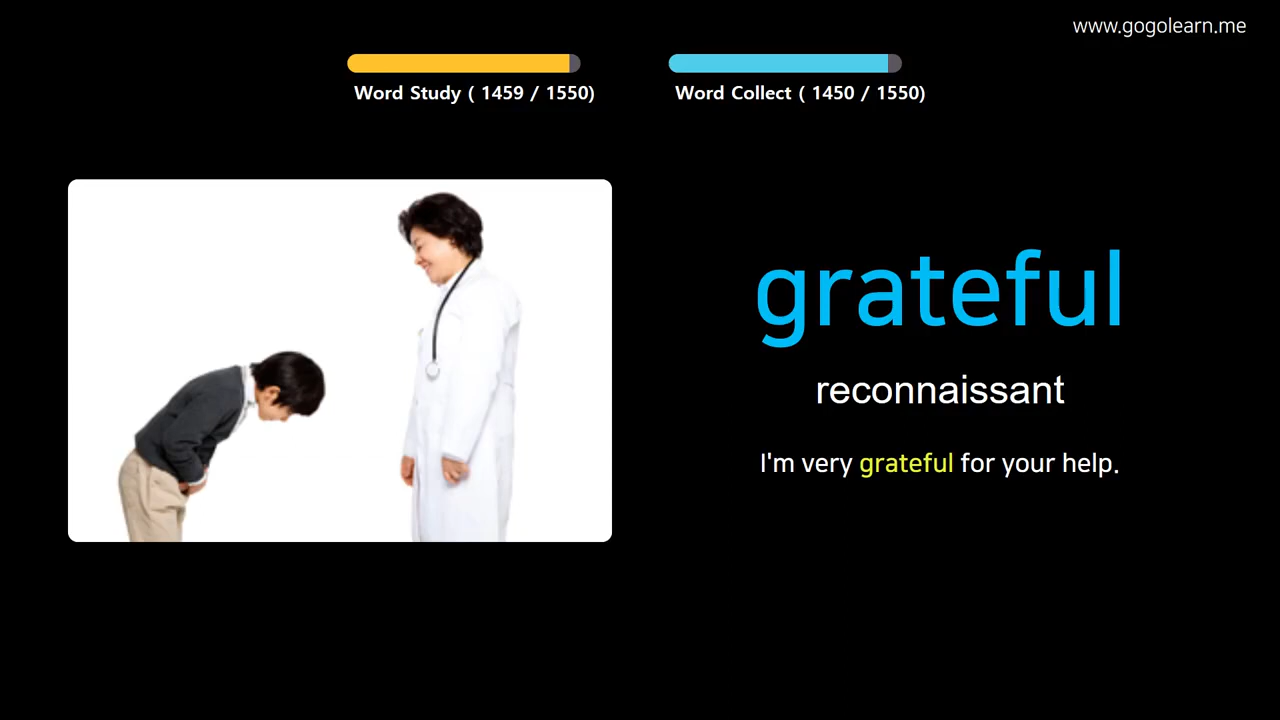 www.gogolearn.me
Word Study ( 1459 / 1550)
Word Collect ( 1450 / 1550)
grateful
reconnaissant
I'm very grateful for your help.